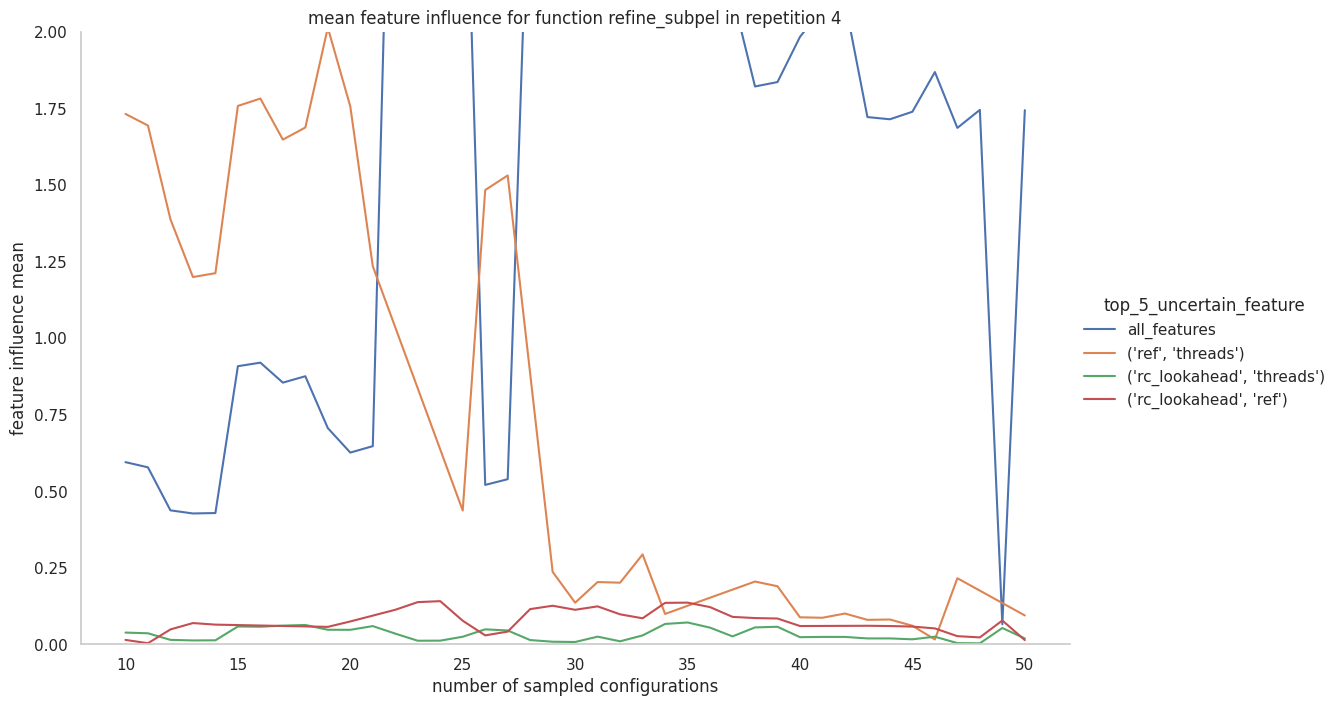 mean feature influence for function refine_subpel in repetition 4
feature influence mean
2.00
1.75
1.50
1.25
1.00
0.75
0.50
0.25
0.00
10 15 20 25 30 35 40 45 50
number of sampled configurations
top_5_uncertain_feature
all_features
('ref', 'threads')
('rc_lookahead', 'threads')
('rc_lookahead', 'ref')